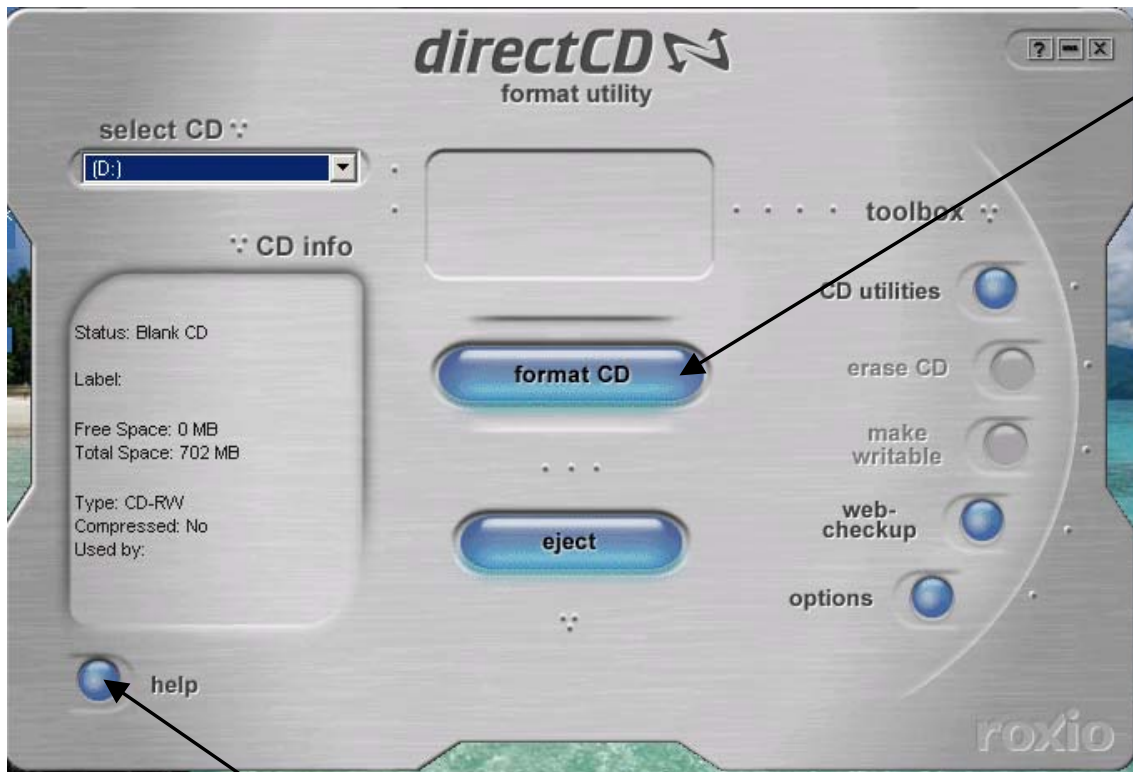 directCD
format utility
? - X
select CD
(D:)
toolbox
CD info
CD utilities
Status: Blank CD
format CD
erase CD
Label:
Free Space: 0 MB
Total Space: 702 MB
make
writable
Type: CD-RW
Compressed: No
Used by:
eject
web-
checkup
options
help
roxio